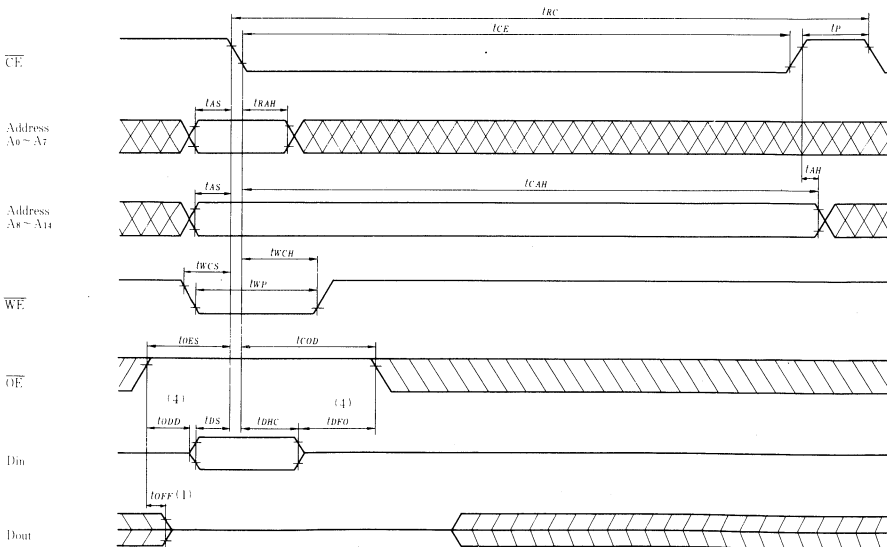 tRC
tCE
tP
CE
tAS
tRAH
Address
A0~A7
tAH
tAS
tCAH
Address
A8~A14
tWCH
tWCS
tWP
WE
tOES
tCOD
OE
(4)
(4)
tODD
tDS
tDHC
tDFO
Din
tOFF (1)
Dout